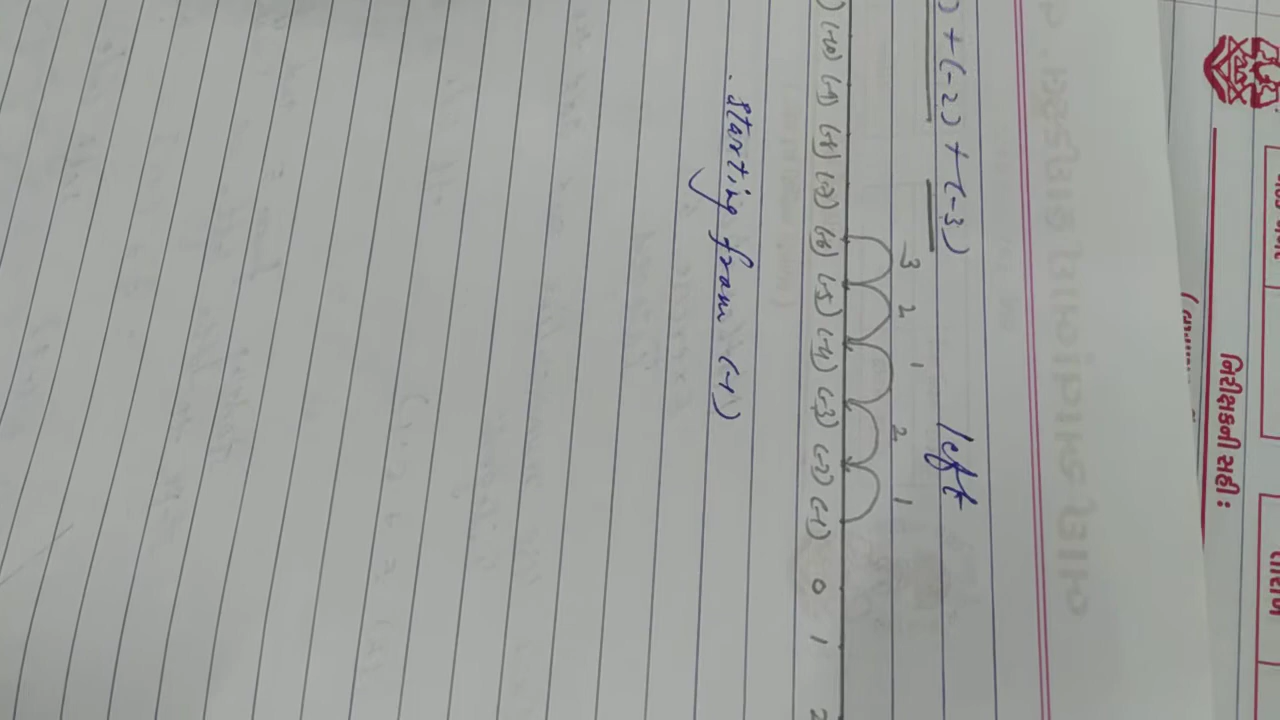 ) + (-2) + (-3)
left
3 2 1 2 1
) (-10) (-9) (-8) (-7) (-6) (-5) (-4) (-3) (-2) (-1) 0 1 2
. Starting from (-1)
નિરીક્ષકની સહી :